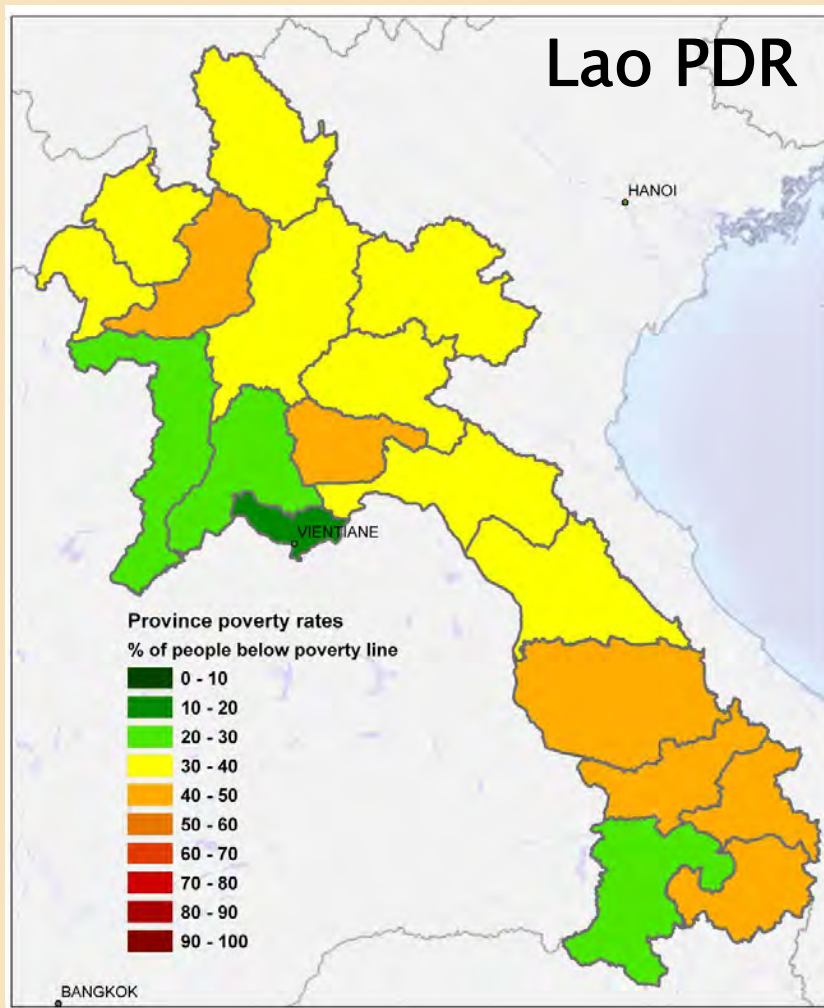 Lao PDR
HANOI
VIENTIANE
Province poverty rates
% of people below poverty line
0 - 10
10 - 20
20 - 30
30 - 40
40 - 50
50 - 60
60 - 70
70 - 80
80 - 90
90 - 100
BANGKOK